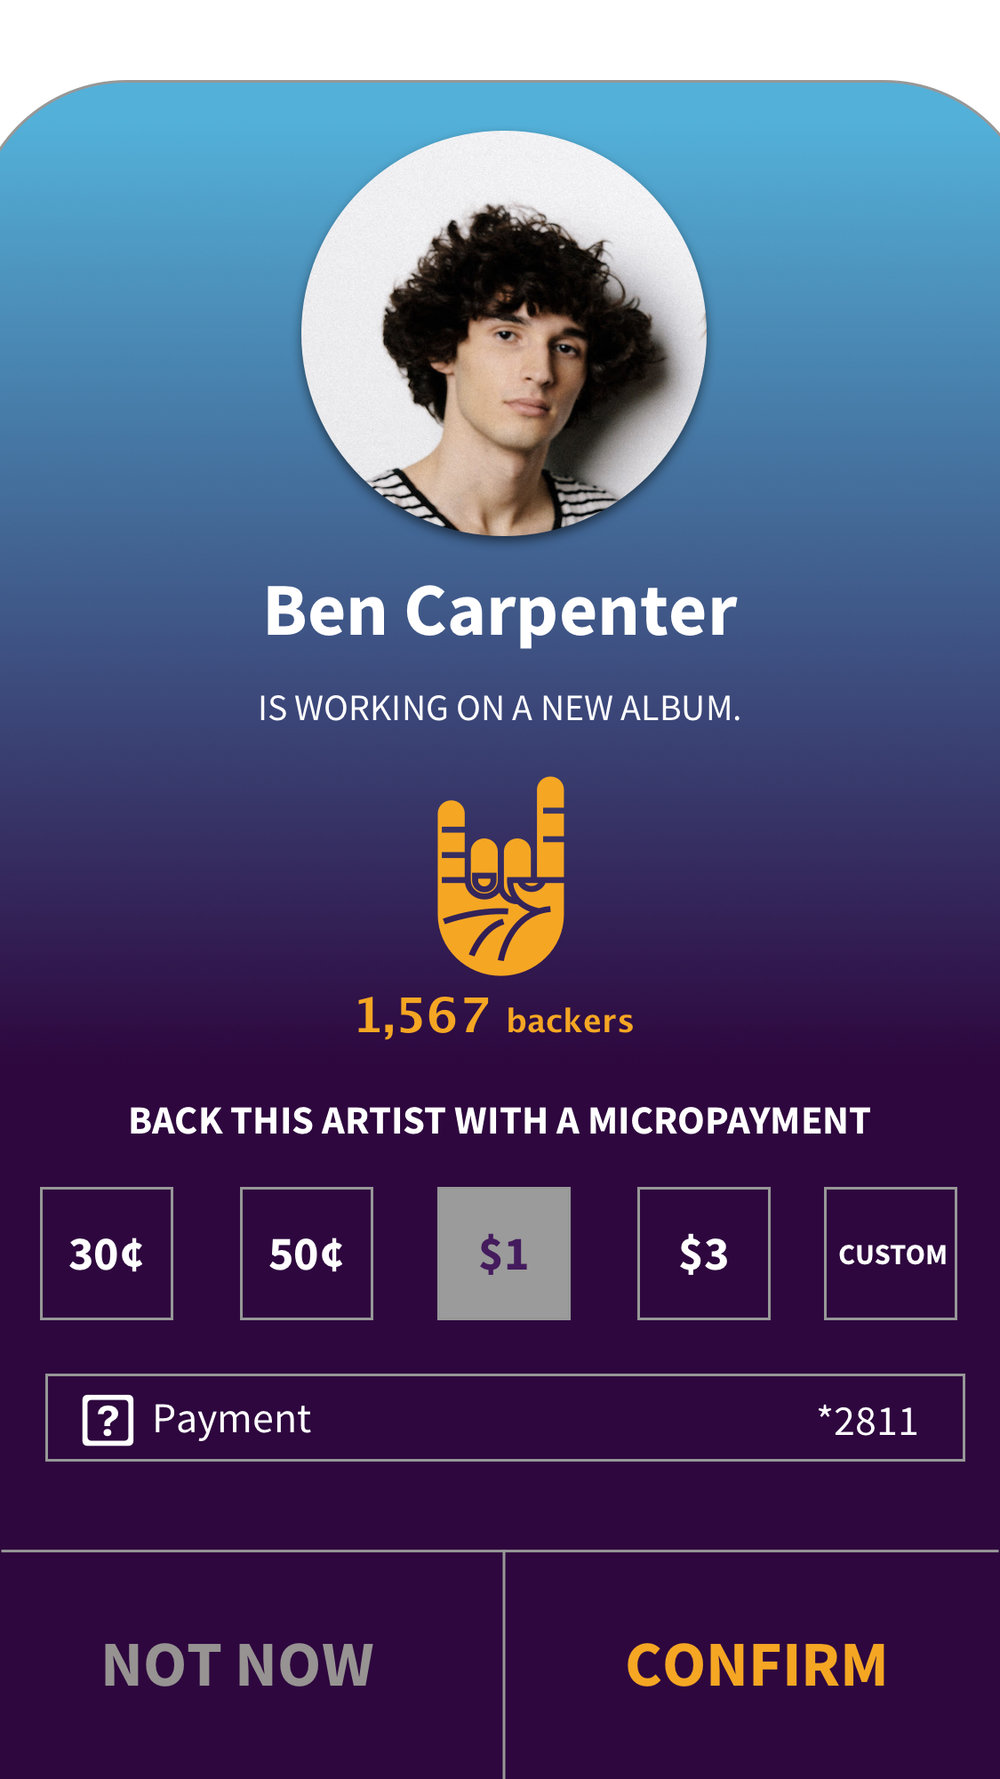 Ben Carpenter
IS WORKING ON A NEW ALBUM.
1,567 backers
BACK THIS ARTIST WITH A MICROPAYMENT
30¢ 50¢ $1 $3 CUSTOM
? Payment *2811
NOT NOW CONFIRM